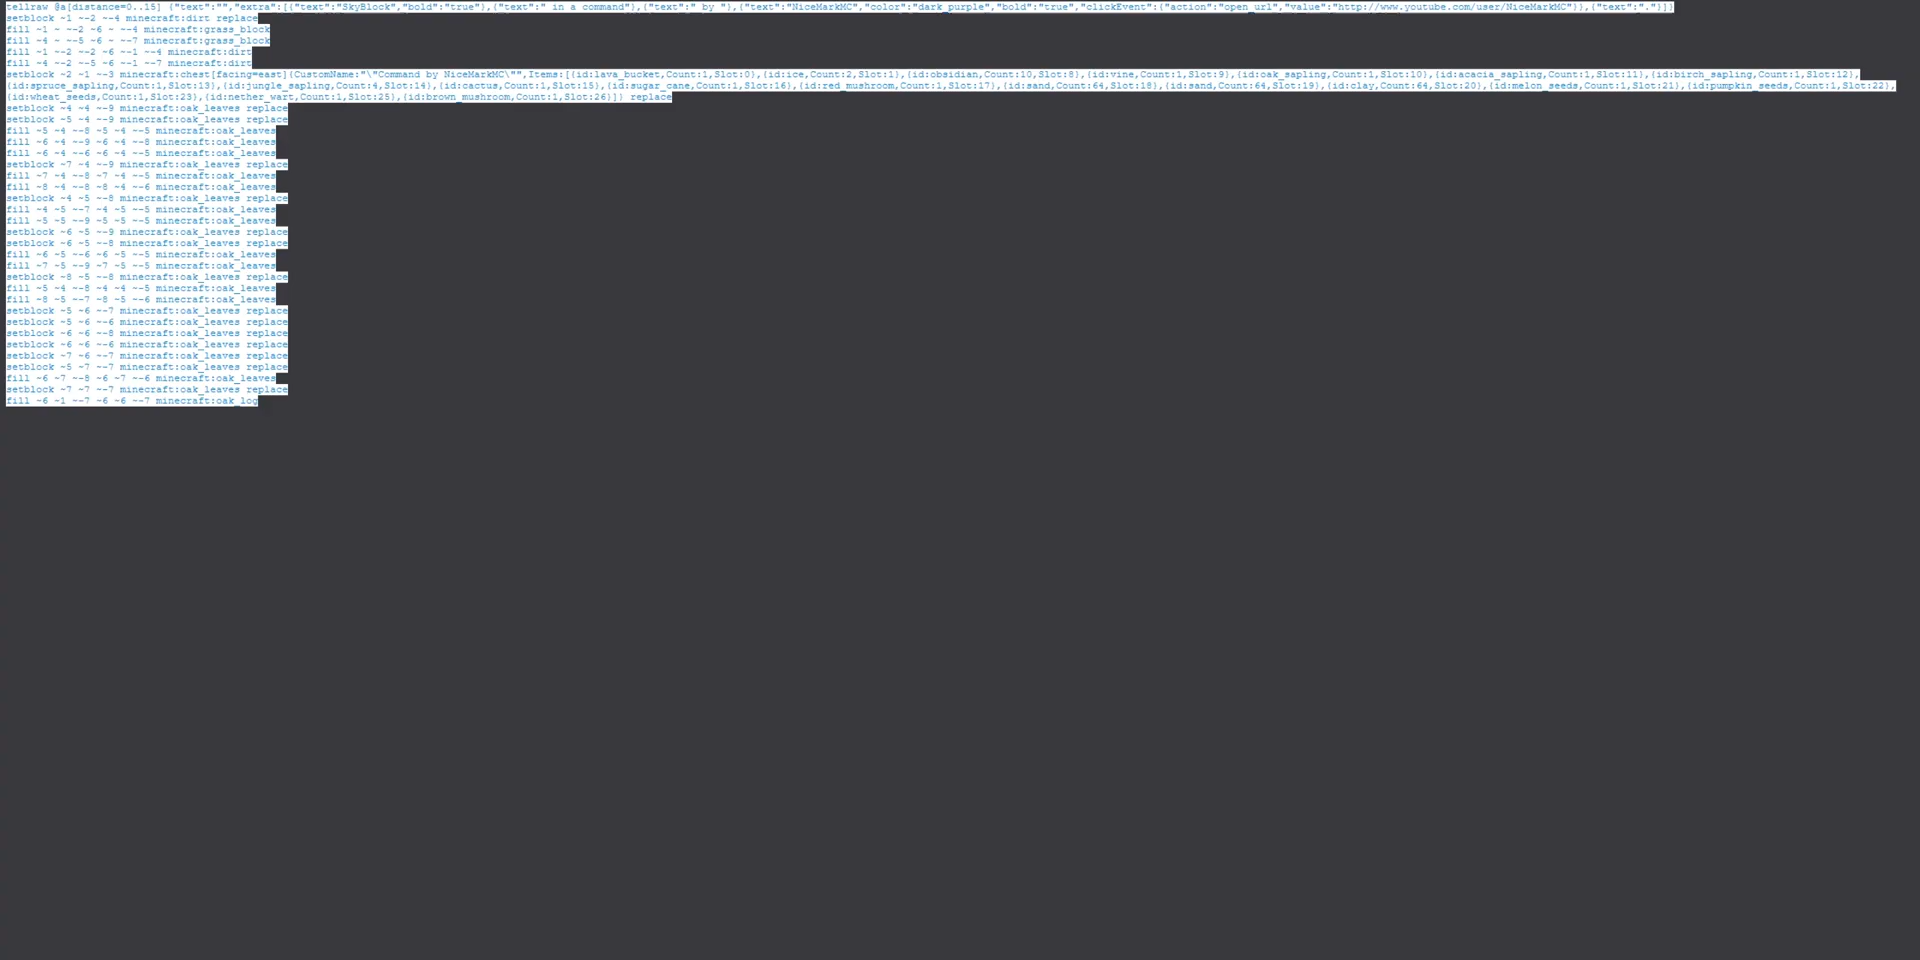 tellraw @a[distance=0..15] {"text":"","extra":[{"text":"SkyBlock","bold":"true"},{"text":" in a command"},{"text":" by "},{"text":"NiceMarkMC","color":"dark_purple","bold":"true","clickEvent":{"action":"open_url","value":"http://www.youtube.com/user/NiceMarkMC"}},{"text":"."}]}
setblock ~1 ~-2 ~-4 minecraft:dirt replace
fill ~1 ~ ~-2 ~6 ~ ~-4 minecraft:grass_block
fill ~4 ~ ~-5 ~6 ~ ~-7 minecraft:grass_block
fill ~1 ~-2 ~-2 ~6 ~-1 ~-4 minecraft:dirt
fill ~4 ~-2 ~-5 ~6 ~-1 ~-7 minecraft:dirt
setblock ~2 ~1 ~-3 minecraft:chest[facing=east]{CustomName:"\"Command by NiceMarkMC\"",Items:[{id:lava_bucket,Count:1,Slot:0},{id:ice,Count:2,Slot:1},{id:obsidian,Count:10,Slot:8},{id:vine,Count:1,Slot:9},{id:oak_sapling,Count:1,Slot:10},{id:acacia_sapling,Count:1,Slot:11},{id:birch_sapling,Count:1,Slot:12},
{id:spruce_sapling,Count:1,Slot:13},{id:jungle_sapling,Count:4,Slot:14},{id:cactus,Count:1,Slot:15},{id:sugar_cane,Count:1,Slot:16},{id:red_mushroom,Count:1,Slot:17},{id:sand,Count:64,Slot:18},{id:sand,Count:64,Slot:19},{id:clay,Count:64,Slot:20},{id:melon_seeds,Count:1,Slot:21},{id:pumpkin_seeds,Count:1,Slot:22},
{id:wheat_seeds,Count:1,Slot:23},{id:nether_wart,Count:1,Slot:25},{id:brown_mushroom,Count:1,Slot:26}]} replace
setblock ~4 ~4 ~-9 minecraft:oak_leaves replace
setblock ~5 ~4 ~-9 minecraft:oak_leaves replace
fill ~5 ~4 ~-8 ~5 ~4 ~-5 minecraft:oak_leaves
fill ~6 ~4 ~-9 ~6 ~4 ~-8 minecraft:oak_leaves
fill ~6 ~4 ~-6 ~6 ~4 ~-5 minecraft:oak_leaves
setblock ~7 ~4 ~-9 minecraft:oak_leaves replace
fill ~7 ~4 ~-8 ~7 ~4 ~-5 minecraft:oak_leaves
fill ~8 ~4 ~-8 ~8 ~4 ~-6 minecraft:oak_leaves
setblock ~4 ~5 ~-8 minecraft:oak_leaves replace
fill ~4 ~5 ~-7 ~4 ~5 ~-5 minecraft:oak_leaves
fill ~5 ~5 ~-9 ~5 ~5 ~-5 minecraft:oak_leaves
setblock ~6 ~5 ~-9 minecraft:oak_leaves replace
setblock ~6 ~5 ~-8 minecraft:oak_leaves replace
fill ~6 ~5 ~-6 ~6 ~5 ~-5 minecraft:oak_leaves
fill ~7 ~5 ~-9 ~7 ~5 ~-5 minecraft:oak_leaves
setblock ~8 ~5 ~-8 minecraft:oak_leaves replace
fill ~5 ~4 ~-8 ~4 ~4 ~-5 minecraft:oak_leaves
fill ~8 ~5 ~-7 ~8 ~5 ~-6 minecraft:oak_leaves
setblock ~5 ~6 ~-7 minecraft:oak_leaves replace
setblock ~5 ~6 ~-6 minecraft:oak_leaves replace
setblock ~6 ~6 ~-8 minecraft:oak_leaves replace
setblock ~6 ~6 ~-6 minecraft:oak_leaves replace
setblock ~7 ~6 ~-7 minecraft:oak_leaves replace
setblock ~5 ~7 ~-7 minecraft:oak_leaves replace
fill ~6 ~7 ~-8 ~6 ~7 ~-6 minecraft:oak_leaves
setblock ~7 ~7 ~-7 minecraft:oak_leaves replace
fill ~6 ~1 ~-7 ~6 ~6 ~-7 minecraft:oak_log